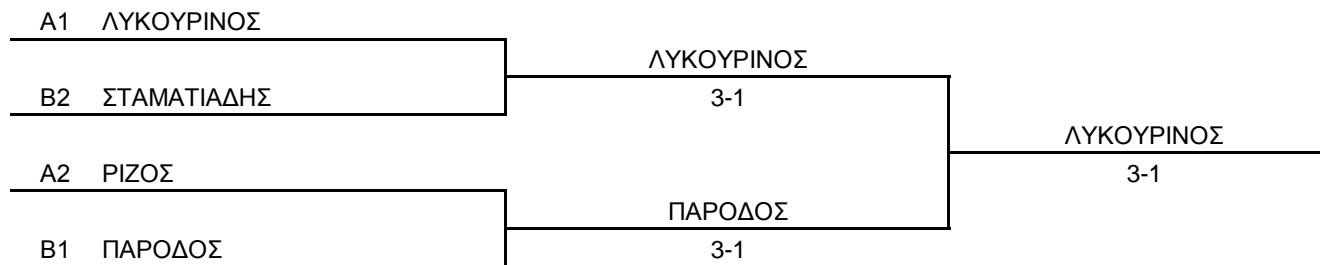 A1 ΛΥΚΟΥΡΙΝΟΣ
ΛΥΚΟΥΡΙΝΟΣ
B2 ΣΤΑΜΑΤΙΑΔΗΣ
3-1
ΛΥΚΟΥΡΙΝΟΣ
A2 ΡΙΖΟΣ
3-1
ΠΑΡΟΔΟΣ
B1 ΠΑΡΟΔΟΣ
3-1